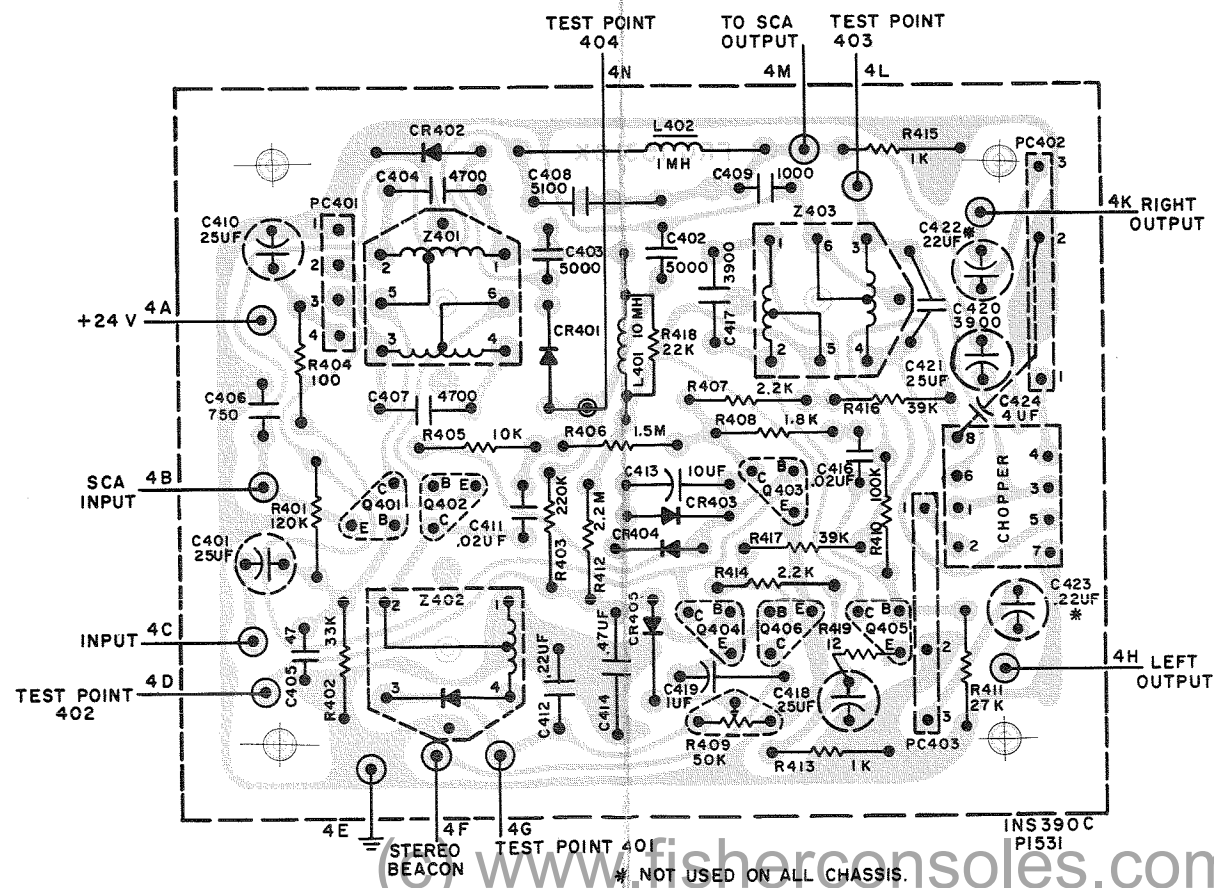 TEST POINT
404
TO SCA
OUTPUT
TEST POINT
403
4N
4M
4L
CR402
L402
1 MH
R415
1K
PC402
3
C404
4700
C408
5100
C409
1000
4K
RIGHT
OUTPUT
C410
25UF
PC401
1
2
3
4
Z401
2
1
5
6
3
4
C403
5000
C402
5000
3900
C417
Z403
1
6
3
2
5
4
C422
.22UF
*
2
1
C420
3900
+24 V
4A
R404
100
CR401
L401
10 MH
R418
22K
C421
25UF
C406
750
C407
4700
R407
2.2K
R416
39K
C424
4UF
R405
10K
R406
1.5M
R408
1.8K
8
6
1
2
4
3
5
7
CHOPPER
SCA
INPUT
4B
R401
120K
C
Q401
B
E
B
E
Q402
C
C411
.02UF
220K
R403
2.2M
R412
C413
10UF
CR403
CR404
C
B
Q403
E
C416
.02UF
100K
R410
1
C401
25UF
R417
39K
R414
2.2K
C423
.22UF
*
INPUT
4C
47
C405
33K
R402
Z402
2
1
3
4
.22UF
C412
.47UF
C414
CR405
C
B
Q404
E
B
E
Q406
C
R419
12
C
B
Q405
E
2
R411
27K
4H
LEFT
OUTPUT
TEST POINT
402
4D
C419
1UF
C418
25UF
R409
50K
R413
1K
3
PC403
4E
4F
4G
STEREO
BEACON
TEST POINT 401
INS390C
P1531
* NOT USED ON ALL CHASSIS.
(c) www.fisherconsoles.com